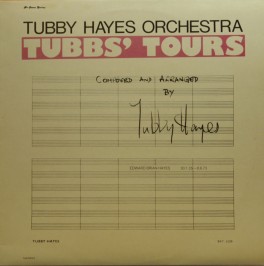 TUBBY HAYES ORCHESTRA
TUBBS' TOURS
COMPOSED AND ARRANGED
BY
Tubby Hayes
TUBBY HAYES